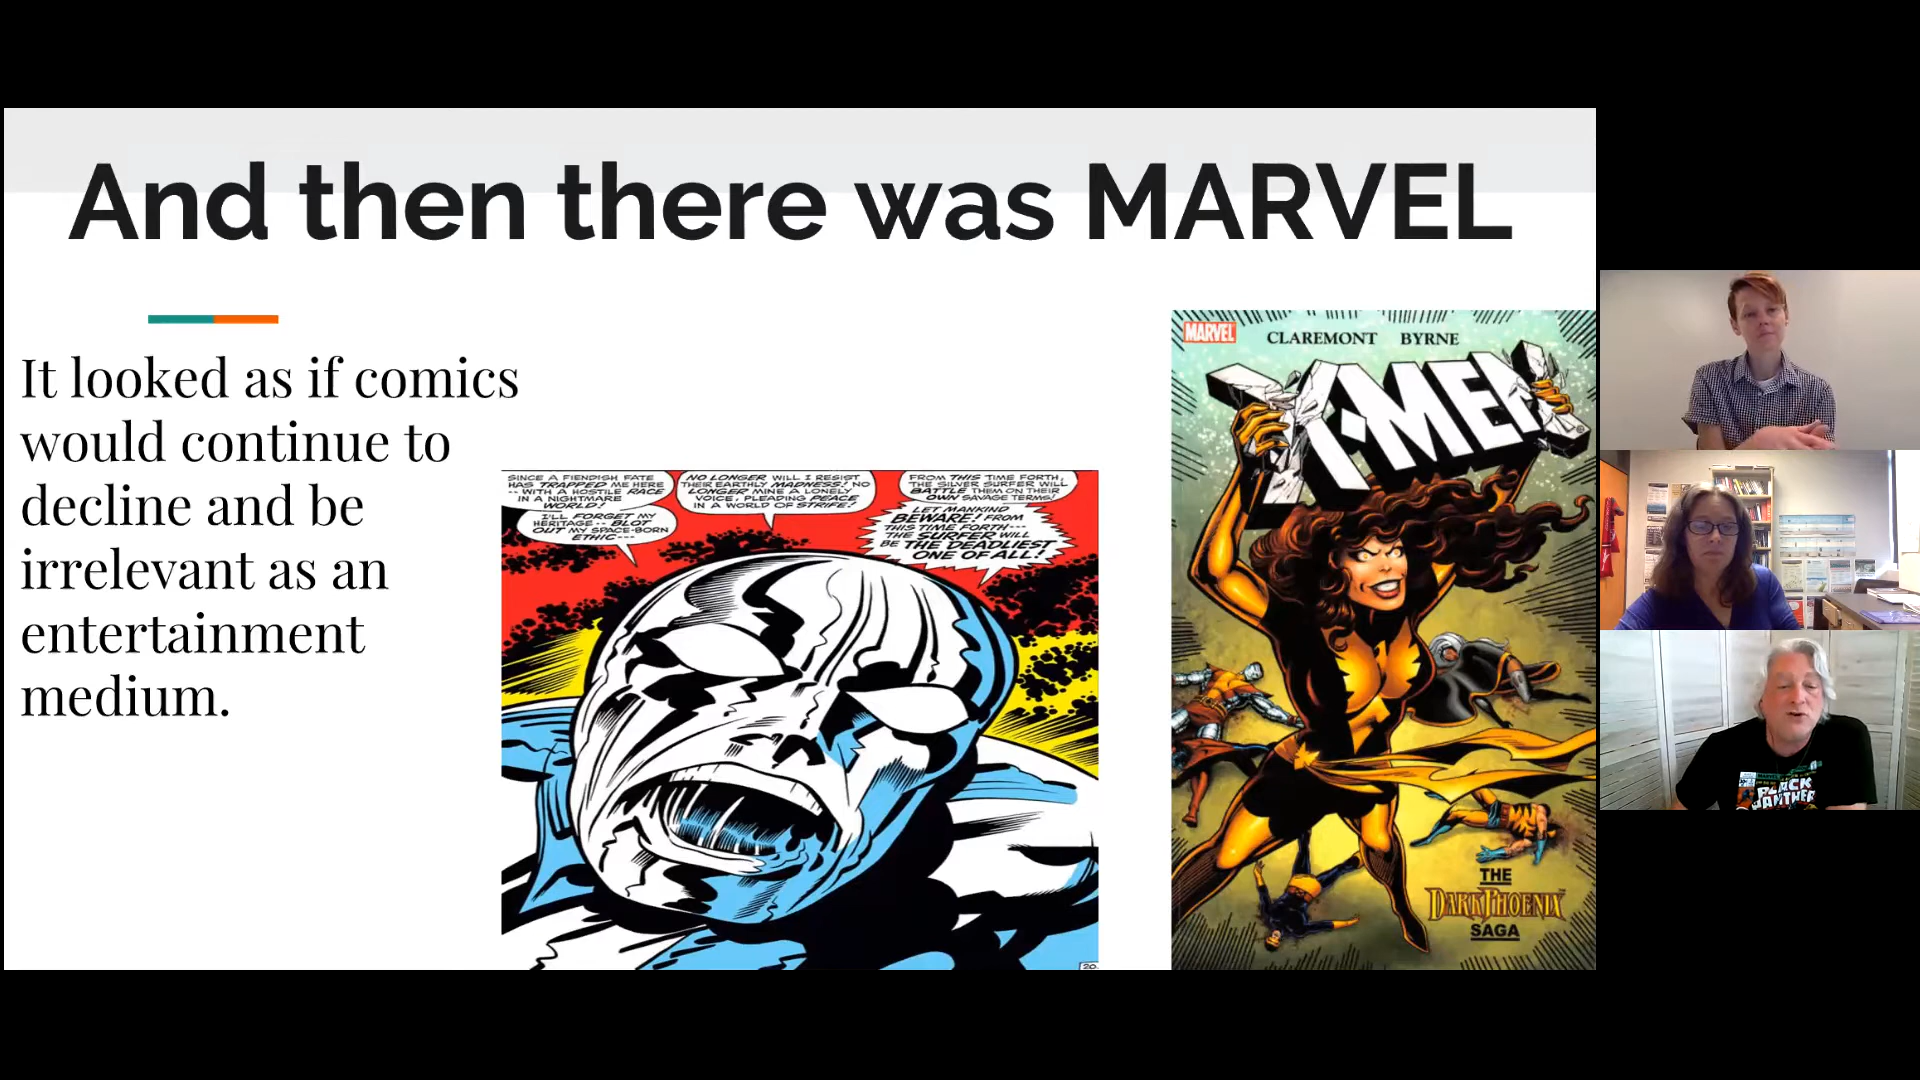 And then there was MARVEL
It looked as if comics
would continue to
decline and be
irrelevant as an
entertainment
medium.
SINCE A FIENDISH FATE
HAS TRAPPED ME HERE
-- WITH A HOSTILE RACE
IN A NIGHTMARE
WORLD!
I'LL FORGET MY
HERITAGE -- BLOT
OUT MY SPACE-BORN
ETHIC---
NO LONGER WILL I RESIST
THEIR EARTHLY MADNESS! NO
LONGER MINE A LONELY
VOICE, PLEADING PEACE
IN A WORLD OF STRIFE!
FROM THIS TIME FORTH,
THE SILVER SURFER WILL
BATTLE THEM ON THEIR
OWN SAVAGE TERMS!
LET MANKIND
BEWARE! FROM
THIS TIME FORTH---
THE SURFER WILL
BE THE DEADLIEST
ONE OF ALL!
20
MARVEL
CLAREMONT BYRNE
X-MEN
THE
DARK PHOENIX
SAGA
MARVEL
BLACK
PANTHER